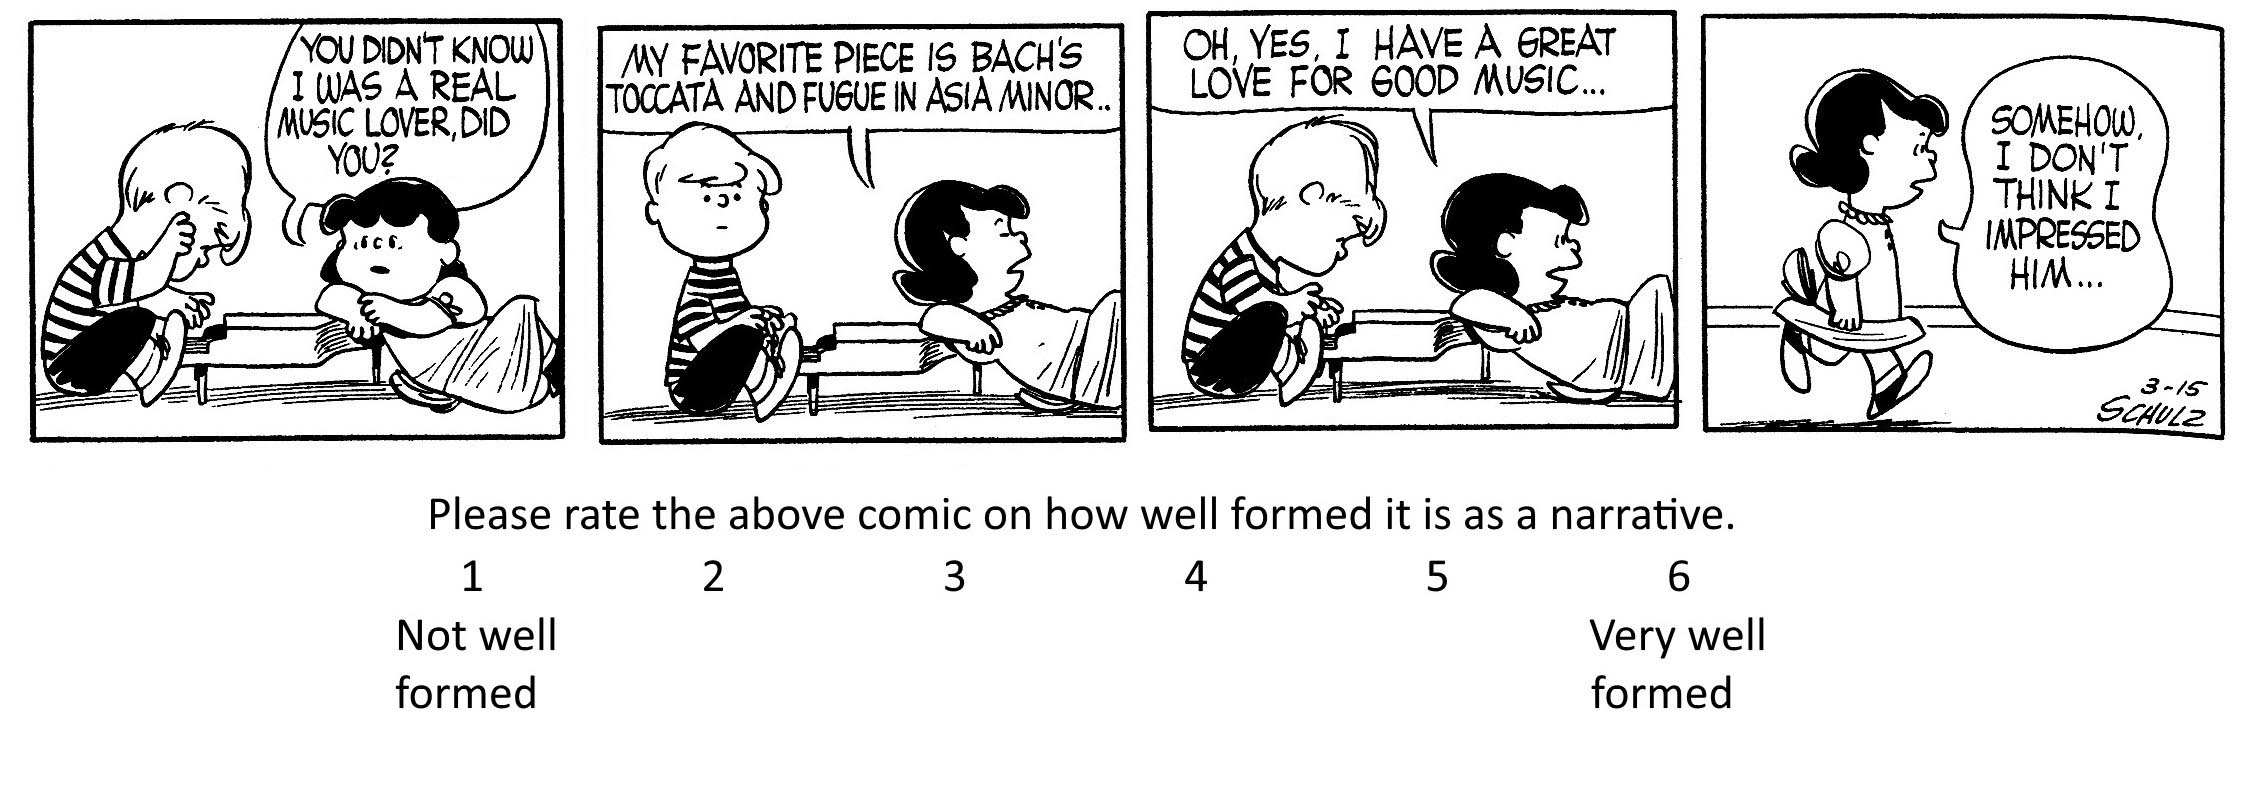 YOU DIDN'T KNOW
I WAS A REAL
MUSIC LOVER, DID
YOU?
MY FAVORITE PIECE IS BACH'S
TOCCATA AND FUGUE IN ASIA MINOR..
OH, YES, I HAVE A GREAT
LOVE FOR GOOD MUSIC...
SOMEHOW,
I DON'T
THINK I
IMPRESSED
HIM...
3-15
SCHULZ
Please rate the above comic on how well formed it is as a narrative.
1 2 3 4 5 6
Not well
formed
Very well
formed